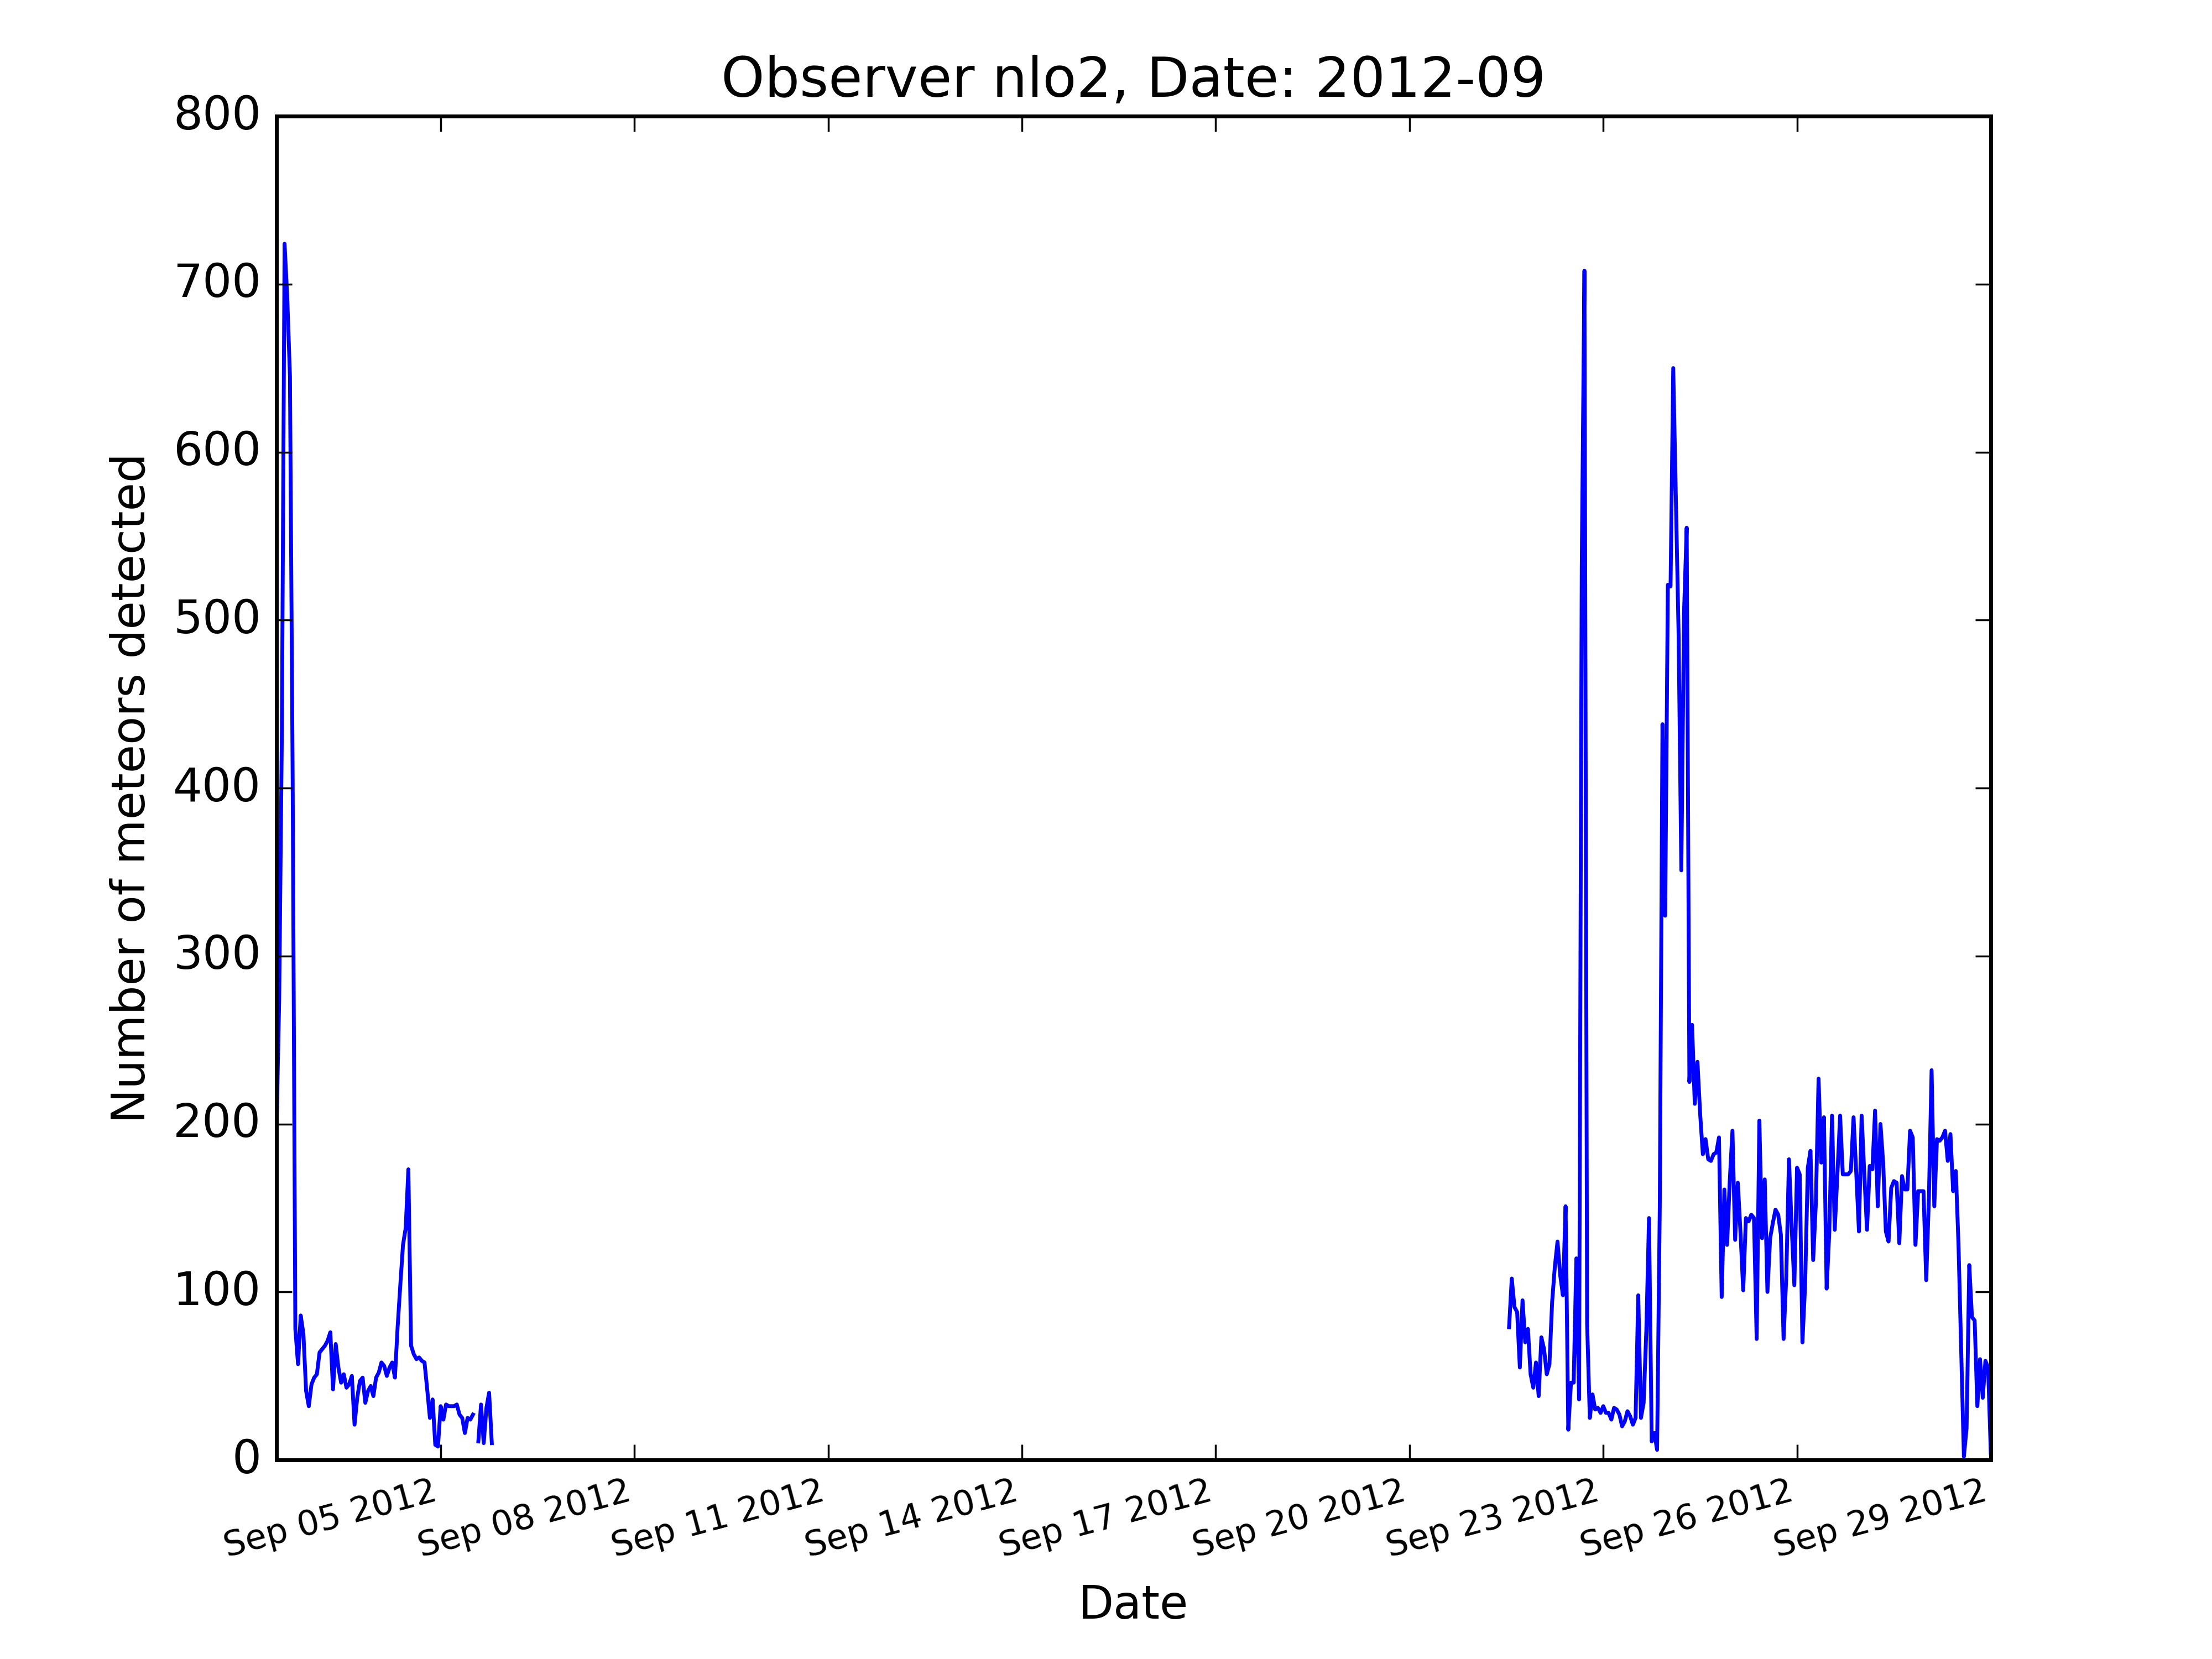 Observer nlo2, Date: 2012-09
Number of meteors detected
800
700
600
500
400
300
200
100
0
Sep 05 2012
Sep 08 2012
Sep 11 2012
Sep 14 2012
Sep 17 2012
Sep 20 2012
Sep 23 2012
Sep 26 2012
Sep 29 2012
Date